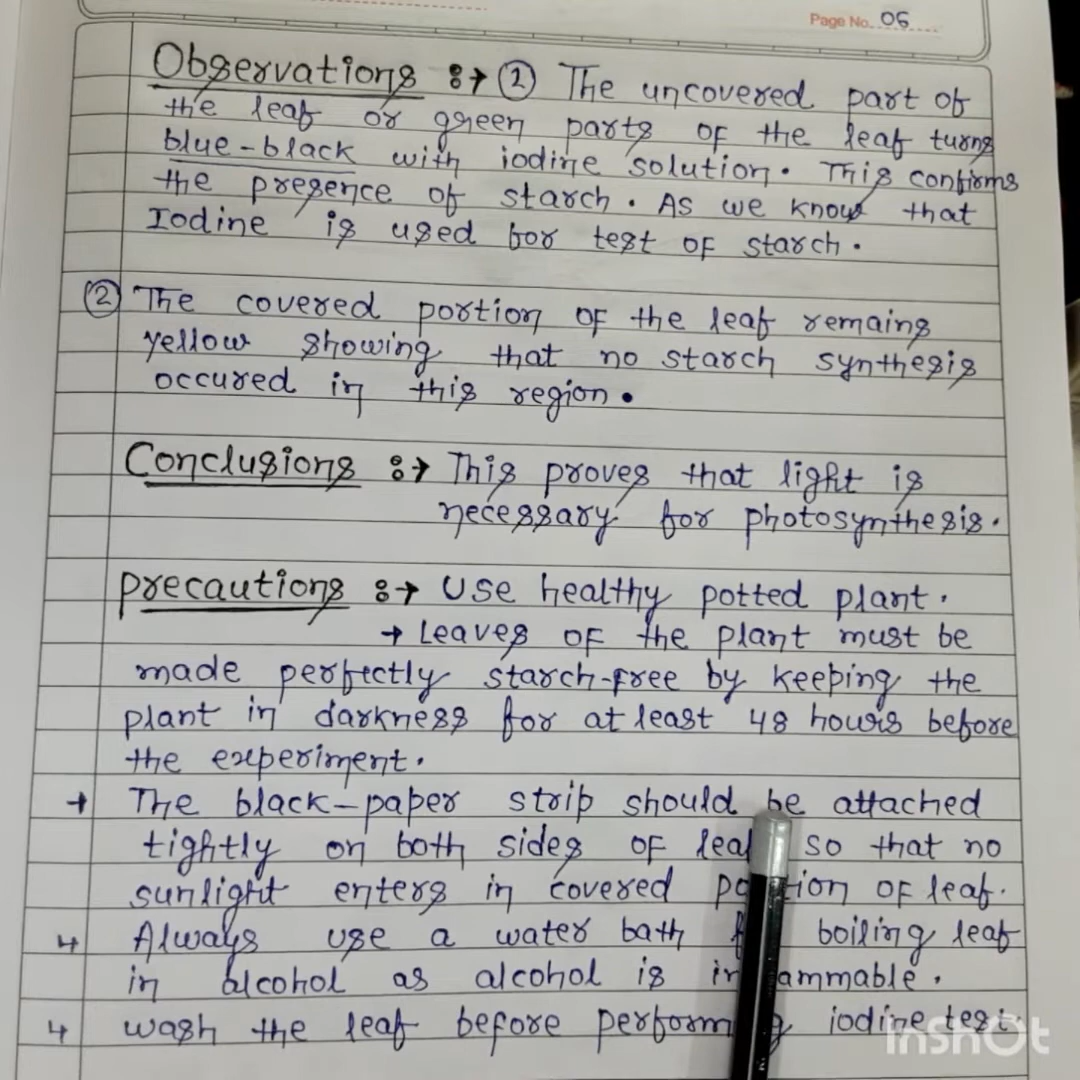 Page No. 05
Observations :→ ① The uncovered part of
the leaf or green parts of the leaf turns
blue-black with iodine solution. This confirms
the presence of starch. As we know that
Iodine is used for test of starch.
② The covered portion of the leaf remains
yellow showing that no starch synthesis
occured in this region.
Conclusions :→ This proves that light is
necessary for photosynthesis.
Precautions :→ Use healthy potted plant.
→ Leaves of the plant must be
made perfectly starch-free by keeping the
plant in darkness for at least 48 hours before
the experiment.
→ The black-paper strip should be attached
tightly on both sides of leaf so that no
sunlight enters in covered portion of leaf.
↳ Always use a water bath boiling leaf
in alcohol as alcohol is inflammable.
↳ wash the leaf before performing iodine test
InShOt